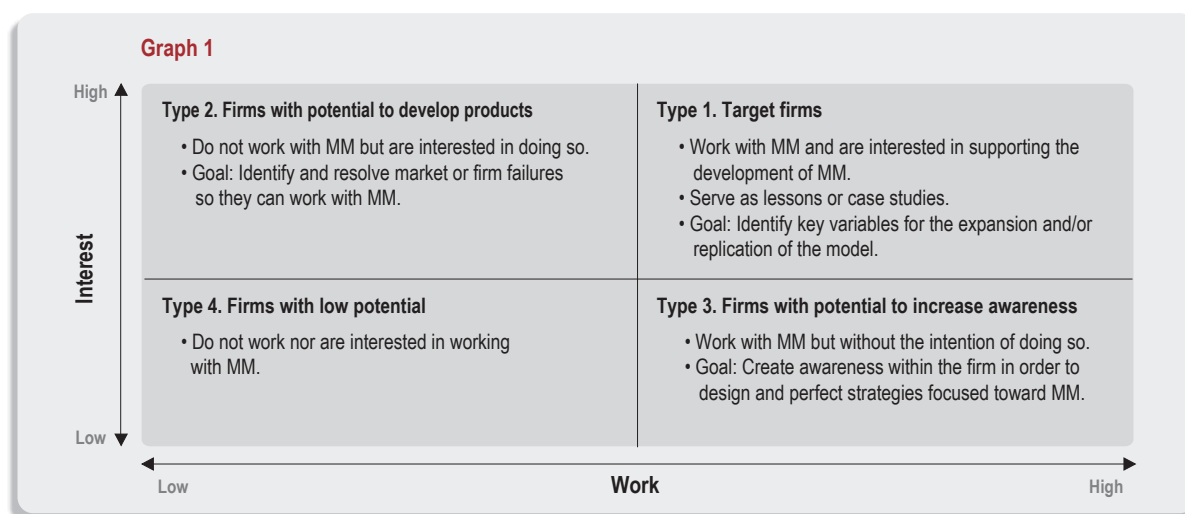 Graph 1
High
Interest
Low
Type 2. Firms with potential to develop products
• Do not work with MM but are interested in doing so.
• Goal: Identify and resolve market or firm failures
so they can work with MM.
Type 1. Target firms
• Work with MM and are interested in supporting the
development of MM.
• Serve as lessons or case studies.
• Goal: Identify key variables for the expansion and/or
replication of the model.
Type 4. Firms with low potential
• Do not work nor are interested in working
with MM.
Type 3. Firms with potential to increase awareness
• Work with MM but without the intention of doing so.
• Goal: Create awareness within the firm in order to
design and perfect strategies focused toward MM.
Low
Work
High